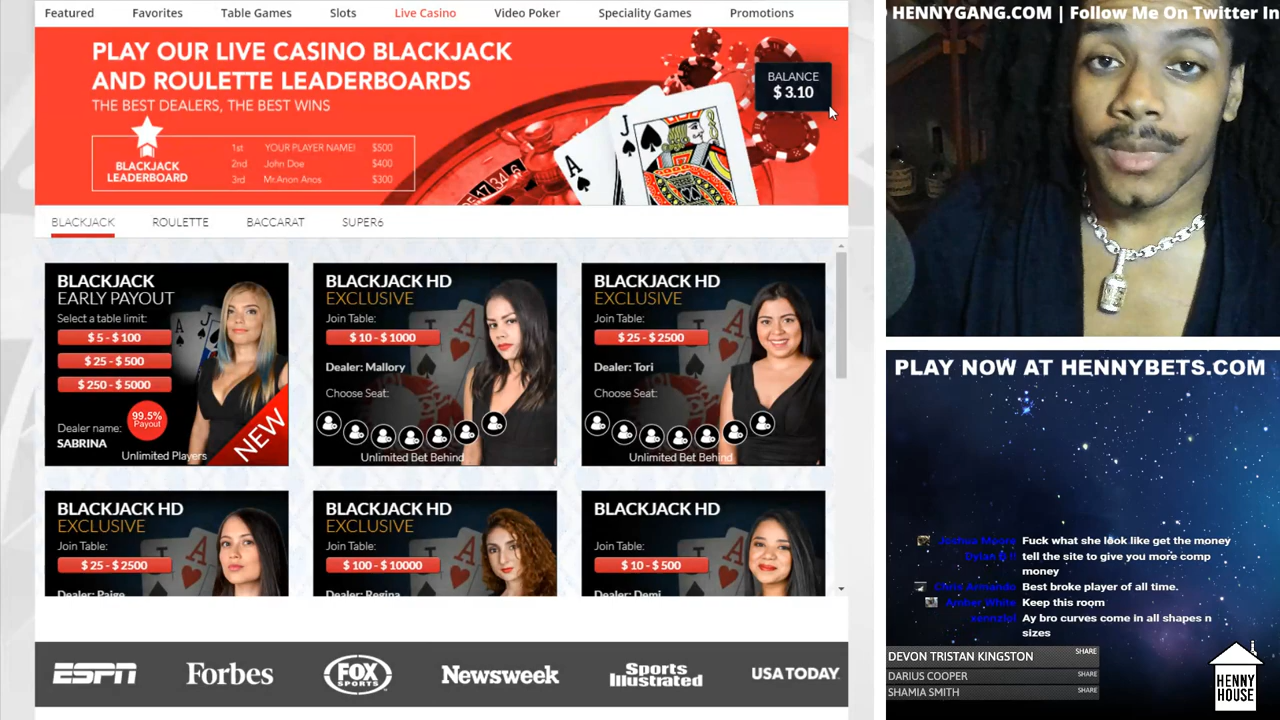 Featured Favorites Table Games Slots Live Casino Video Poker Speciality Games Promotions
PLAY OUR LIVE CASINO BLACKJACK
AND ROULETTE LEADERBOARDS
THE BEST DEALERS, THE BEST WINS
BLACKJACK
LEADERBOARD
1st YOUR PLAYER NAME! $500
2nd John Doe $400
3rd Mr.Anon Anos $300
BALANCE
$ 3.10
J
A
BLACKJACK ROULETTE BACCARAT SUPER6
BLACKJACK
EARLY PAYOUT
Select a table limit:
$ 5 - $ 100
$ 25 - $ 500
$ 250 - $ 5000
99.5%
Payout
Dealer name:
SABRINA
Unlimited Players
NEW
BLACKJACK HD
EXCLUSIVE
Join Table:
$ 10 - $ 1000
Dealer: Mallory
Choose Seat:
Unlimited Bet Behind
BLACKJACK HD
EXCLUSIVE
Join Table:
$ 25 - $ 2500
Dealer: Tori
Choose Seat:
Unlimited Bet Behind
BLACKJACK HD
EXCLUSIVE
Join Table:
$ 25 - $ 2500
Dealer: Paige
BLACKJACK HD
EXCLUSIVE
Join Table:
$ 100 - $ 10000
Dealer: Regina
BLACKJACK HD
Join Table:
$ 10 - $ 500
Dealer: Demi
ESPN Forbes FOX SPORTS Newsweek Sports Illustrated USA TODAY
HENNYGANG.COM | Follow Me On Twitter In
PLAY NOW AT HENNYBETS.COM
Joshua Moore Fuck what she look like get the money
Dylan B !! tell the site to give you more comp
money
Chris Armando Best broke player of all time.
Amber White Keep this room
Ay bro curves come in all shapes n
sizes
DEVON TRISTAN KINGSTON SHARE
DARIUS COOPER SHARE
SHAMIA SMITH SHARE
HENNY
HOUSE